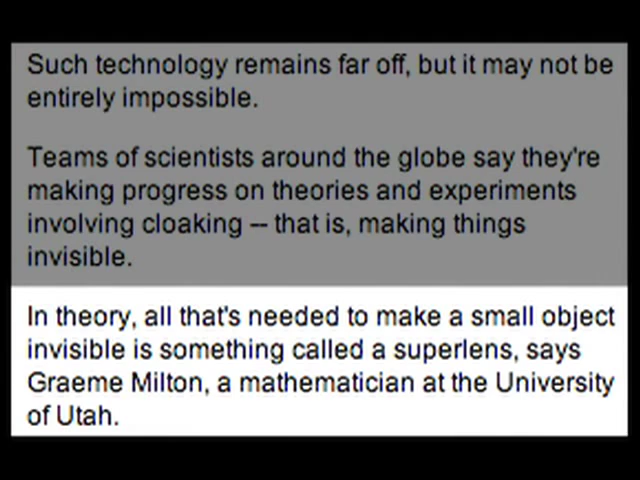 Such technology remains far off, but it may not be
entirely impossible.
Teams of scientists around the globe say they're
making progress on theories and experiments
involving cloaking -- that is, making things
invisible.
In theory, all that's needed to make a small object
invisible is something called a superlens, says
Graeme Milton, a mathematician at the University
of Utah.